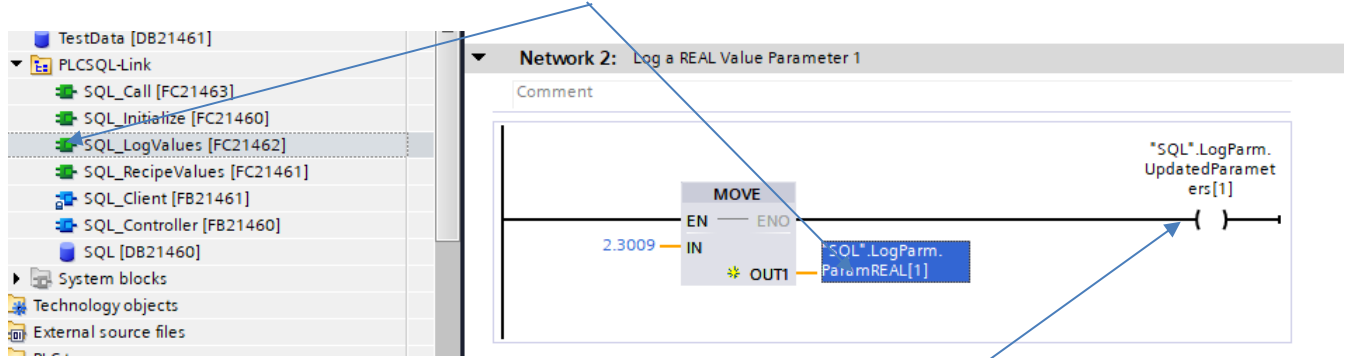 TestData [DB21461]
PLCSQL-Link
SQL_Call [FC21463]
SQL_Initialize [FC21460]
SQL_LogValues [FC21462]
SQL_RecipeValues [FC21461]
SQL_Client [FB21461]
SQL_Controller [FB21460]
SQL [DB21460]
System blocks
Technology objects
External source files
Network 2: Log a REAL Value Parameter 1
Comment
"SQL".LogParm.
UpdatedParamet
ers[1]
MOVE
EN ENO
2.3009 IN
OUT1
"SQL".LogParm.
ParamREAL[1]